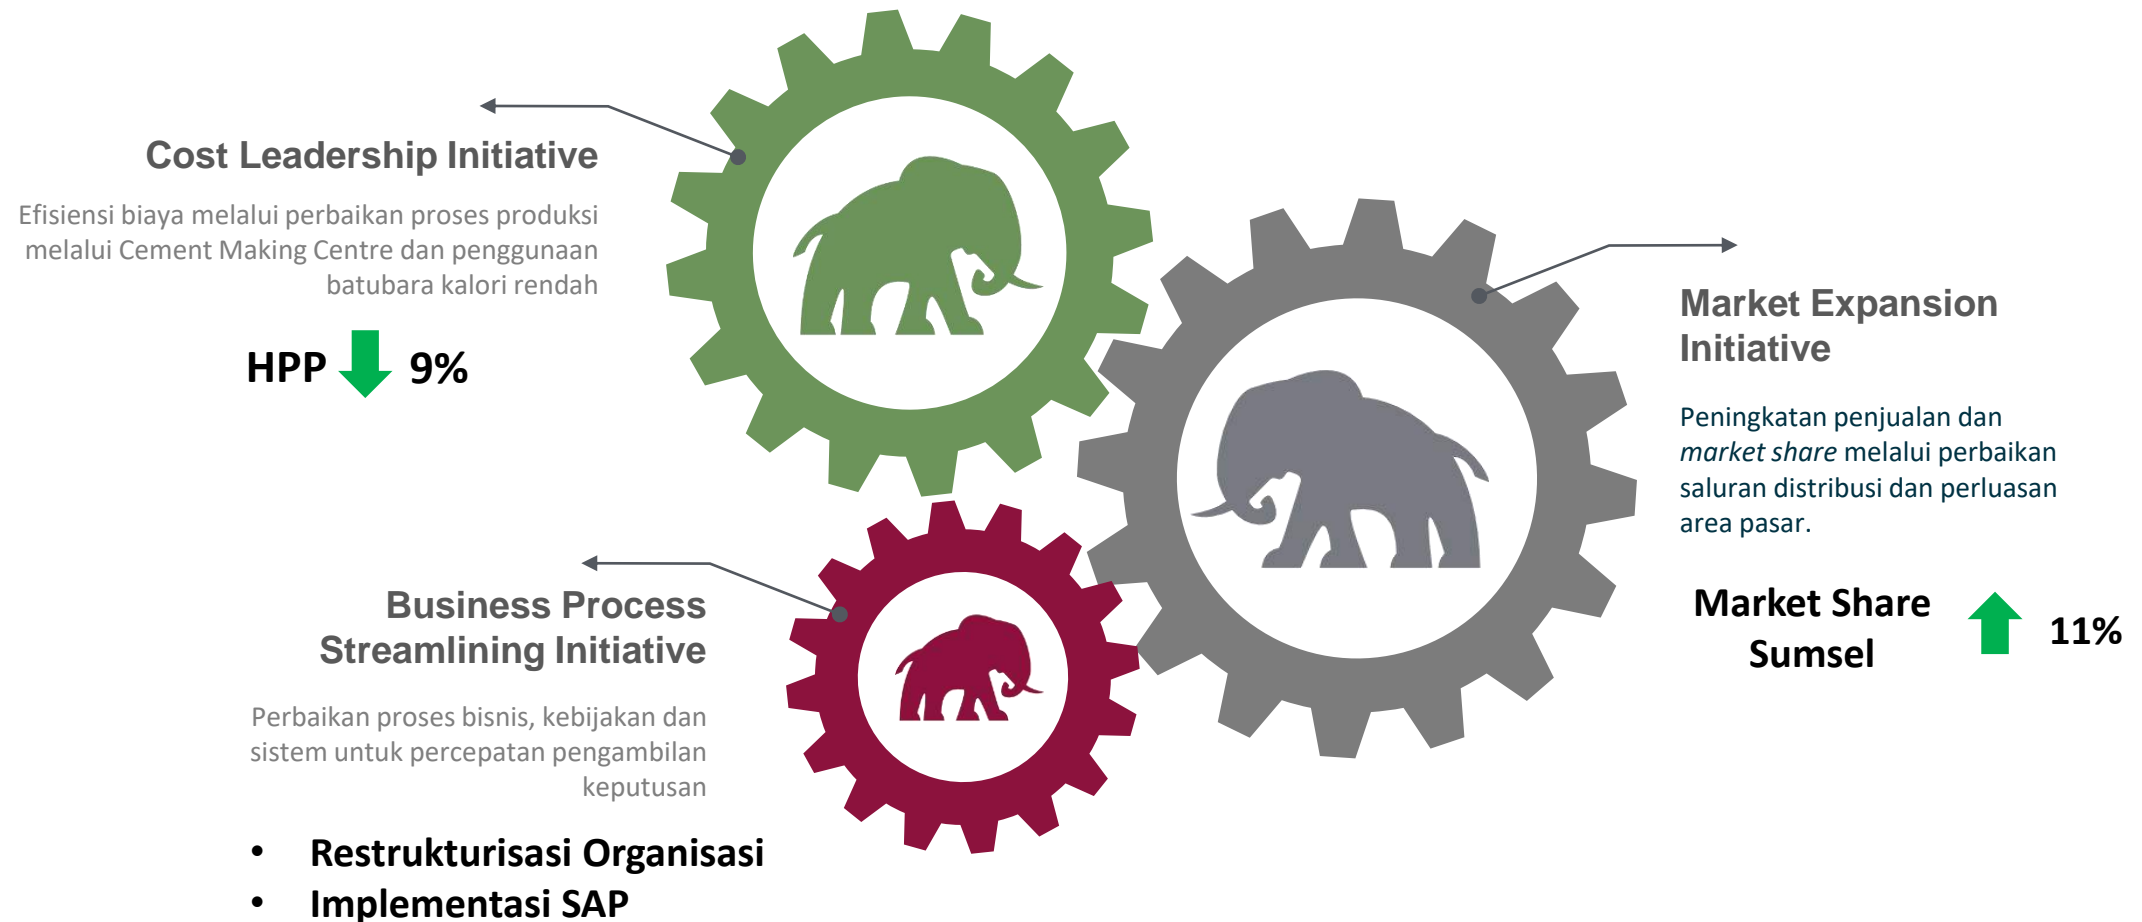 Cost Leadership Initiative
Efisiensi biaya melalui perbaikan proses produksi
melalui Cement Making Centre dan penggunaan
batubara kalori rendah
HPP 9%
Market Expansion
Initiative
Peningkatan penjualan dan
market share melalui perbaikan
saluran distribusi dan perluasan
area pasar.
Market Share
Sumsel
11%
Business Process
Streamlining Initiative
Perbaikan proses bisnis, kebijakan dan
sistem untuk percepatan pengambilan
keputusan
• Restrukturisasi Organisasi
• Implementasi SAP